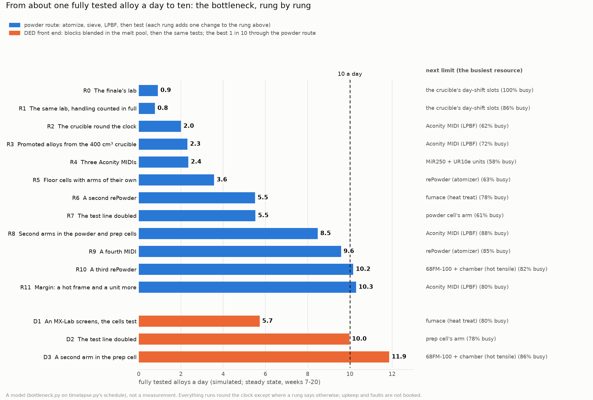 From about one fully tested alloy a day to ten: the bottleneck, rung by rung
powder route: atomize, sieve, LPBF, then test (each rung adds one change to the rung above)
DED front end: blocks blended in the melt pool, then the same tests; the best 1 in 10 through the powder route
10 a day
next limit (the busiest resource)
R0 The finale's lab 0.9 the crucible's day-shift slots (100% busy)
R1 The same lab, handling counted in full 0.8 the crucible's day-shift slots (86% busy)
R2 The crucible round the clock 2.0 Aconity MIDI (LPBF) (62% busy)
R3 Promoted alloys from the 400 cm³ crucible 2.3 Aconity MIDI (LPBF) (72% busy)
R4 Three Aconity MIDIs 2.4 MiR250 + UR10e units (58% busy)
R5 Floor cells with arms of their own 3.6 rePowder (atomizer) (63% busy)
R6 A second rePowder 5.5 furnace (heat treat) (78% busy)
R7 The test line doubled 5.5 powder cell's arm (61% busy)
R8 Second arms in the powder and prep cells 8.5 Aconity MIDI (LPBF) (88% busy)
R9 A fourth MIDI 9.6 rePowder (atomizer) (85% busy)
R10 A third rePowder 10.2 68FM-100 + chamber (hot tensile) (82% busy)
R11 Margin: a hot frame and a unit more 10.3 Aconity MIDI (LPBF) (80% busy)
D1 An MX-Lab screens, the cells test 5.7 furnace (heat treat) (80% busy)
D2 The test line doubled 10.0 prep cell's arm (78% busy)
D3 A second arm in the prep cell 11.9 68FM-100 + chamber (hot tensile) (86% busy)
0 2 4 6 8 10 12
fully tested alloys a day (simulated; steady state, weeks 7-20)
A model (bottleneck.py on timelapse.py's schedule), not a measurement. Everything runs round the clock except where a rung says otherwise; upkeep and faults are not booked.